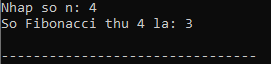 Nhap so n: 4
So Fibonacci thu 4 la: 3
--------------------------------